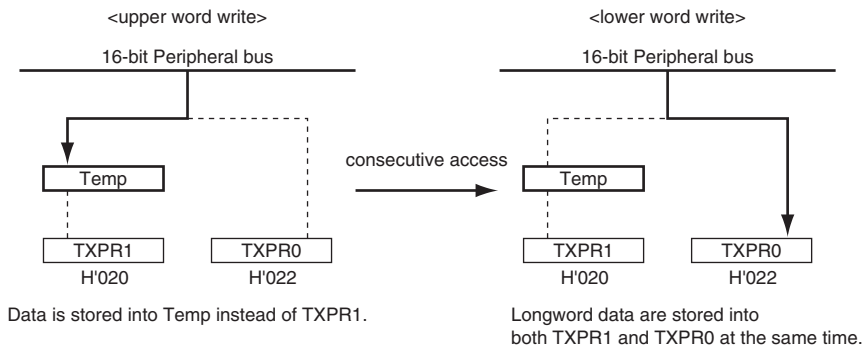 <upper word write>
16-bit Peripheral bus
Temp
TXPR1
TXPR0
H'020
H'022
Data is stored into Temp instead of TXPR1.
consecutive access
<lower word write>
16-bit Peripheral bus
Temp
TXPR1
TXPR0
H'020
H'022
Longword data are stored into
both TXPR1 and TXPR0 at the same time.